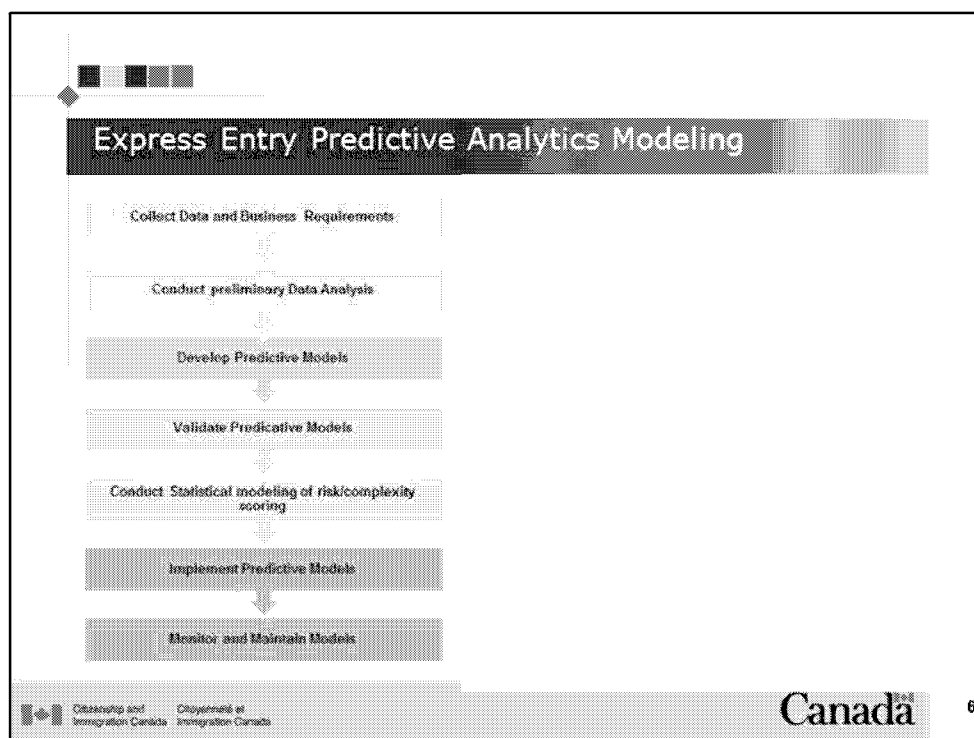 Express Entry Predictive Analytics Modeling
Collect Data and Business Requirements
Conduct preliminary Data Analysis
Develop Predictive Models
Validate Predicative Models
Conduct Statistical modeling of risk/complexity
scoring
Implement Predictive Models
Monitor and Maintain Models
Citizenship and
Immigration Canada
Citoyenneté et
Immigration Canada
Canada
6